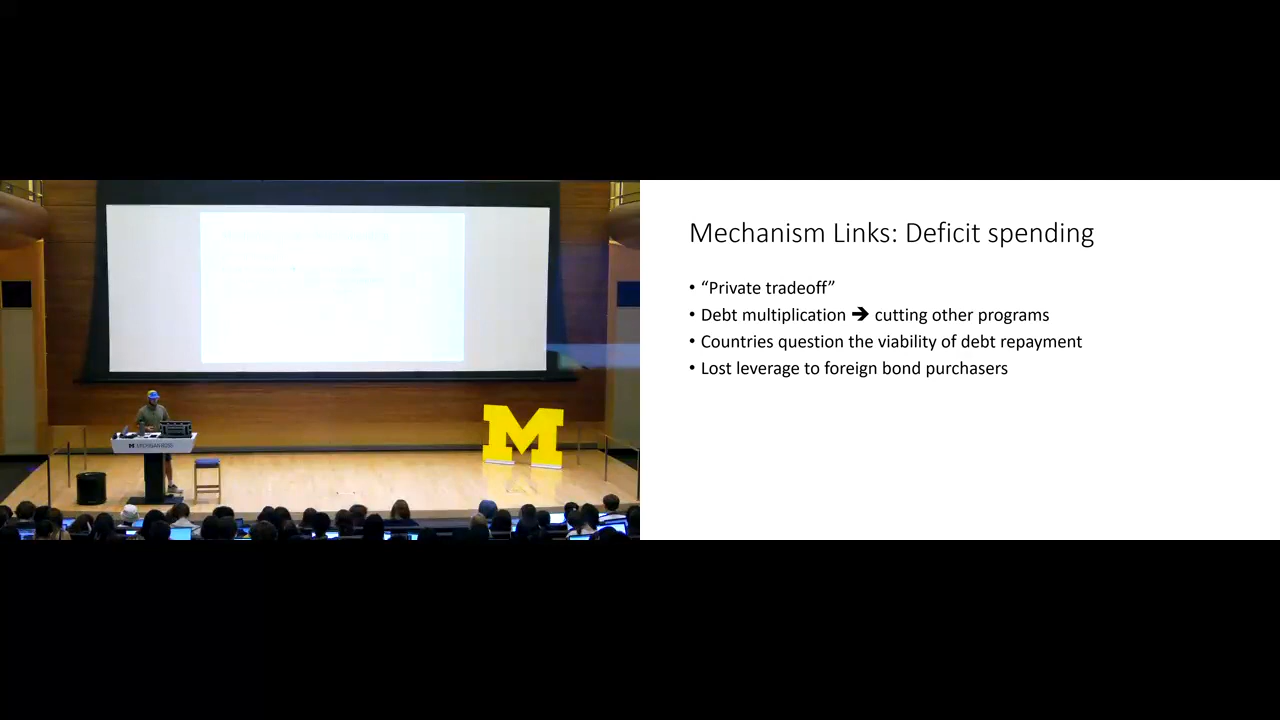 Mechanism Links: Deficit spending
• “Private tradeoff”
• Debt multiplication ➔ cutting other programs
• Countries question the viability of debt repayment
• Lost leverage to foreign bond purchasers
M